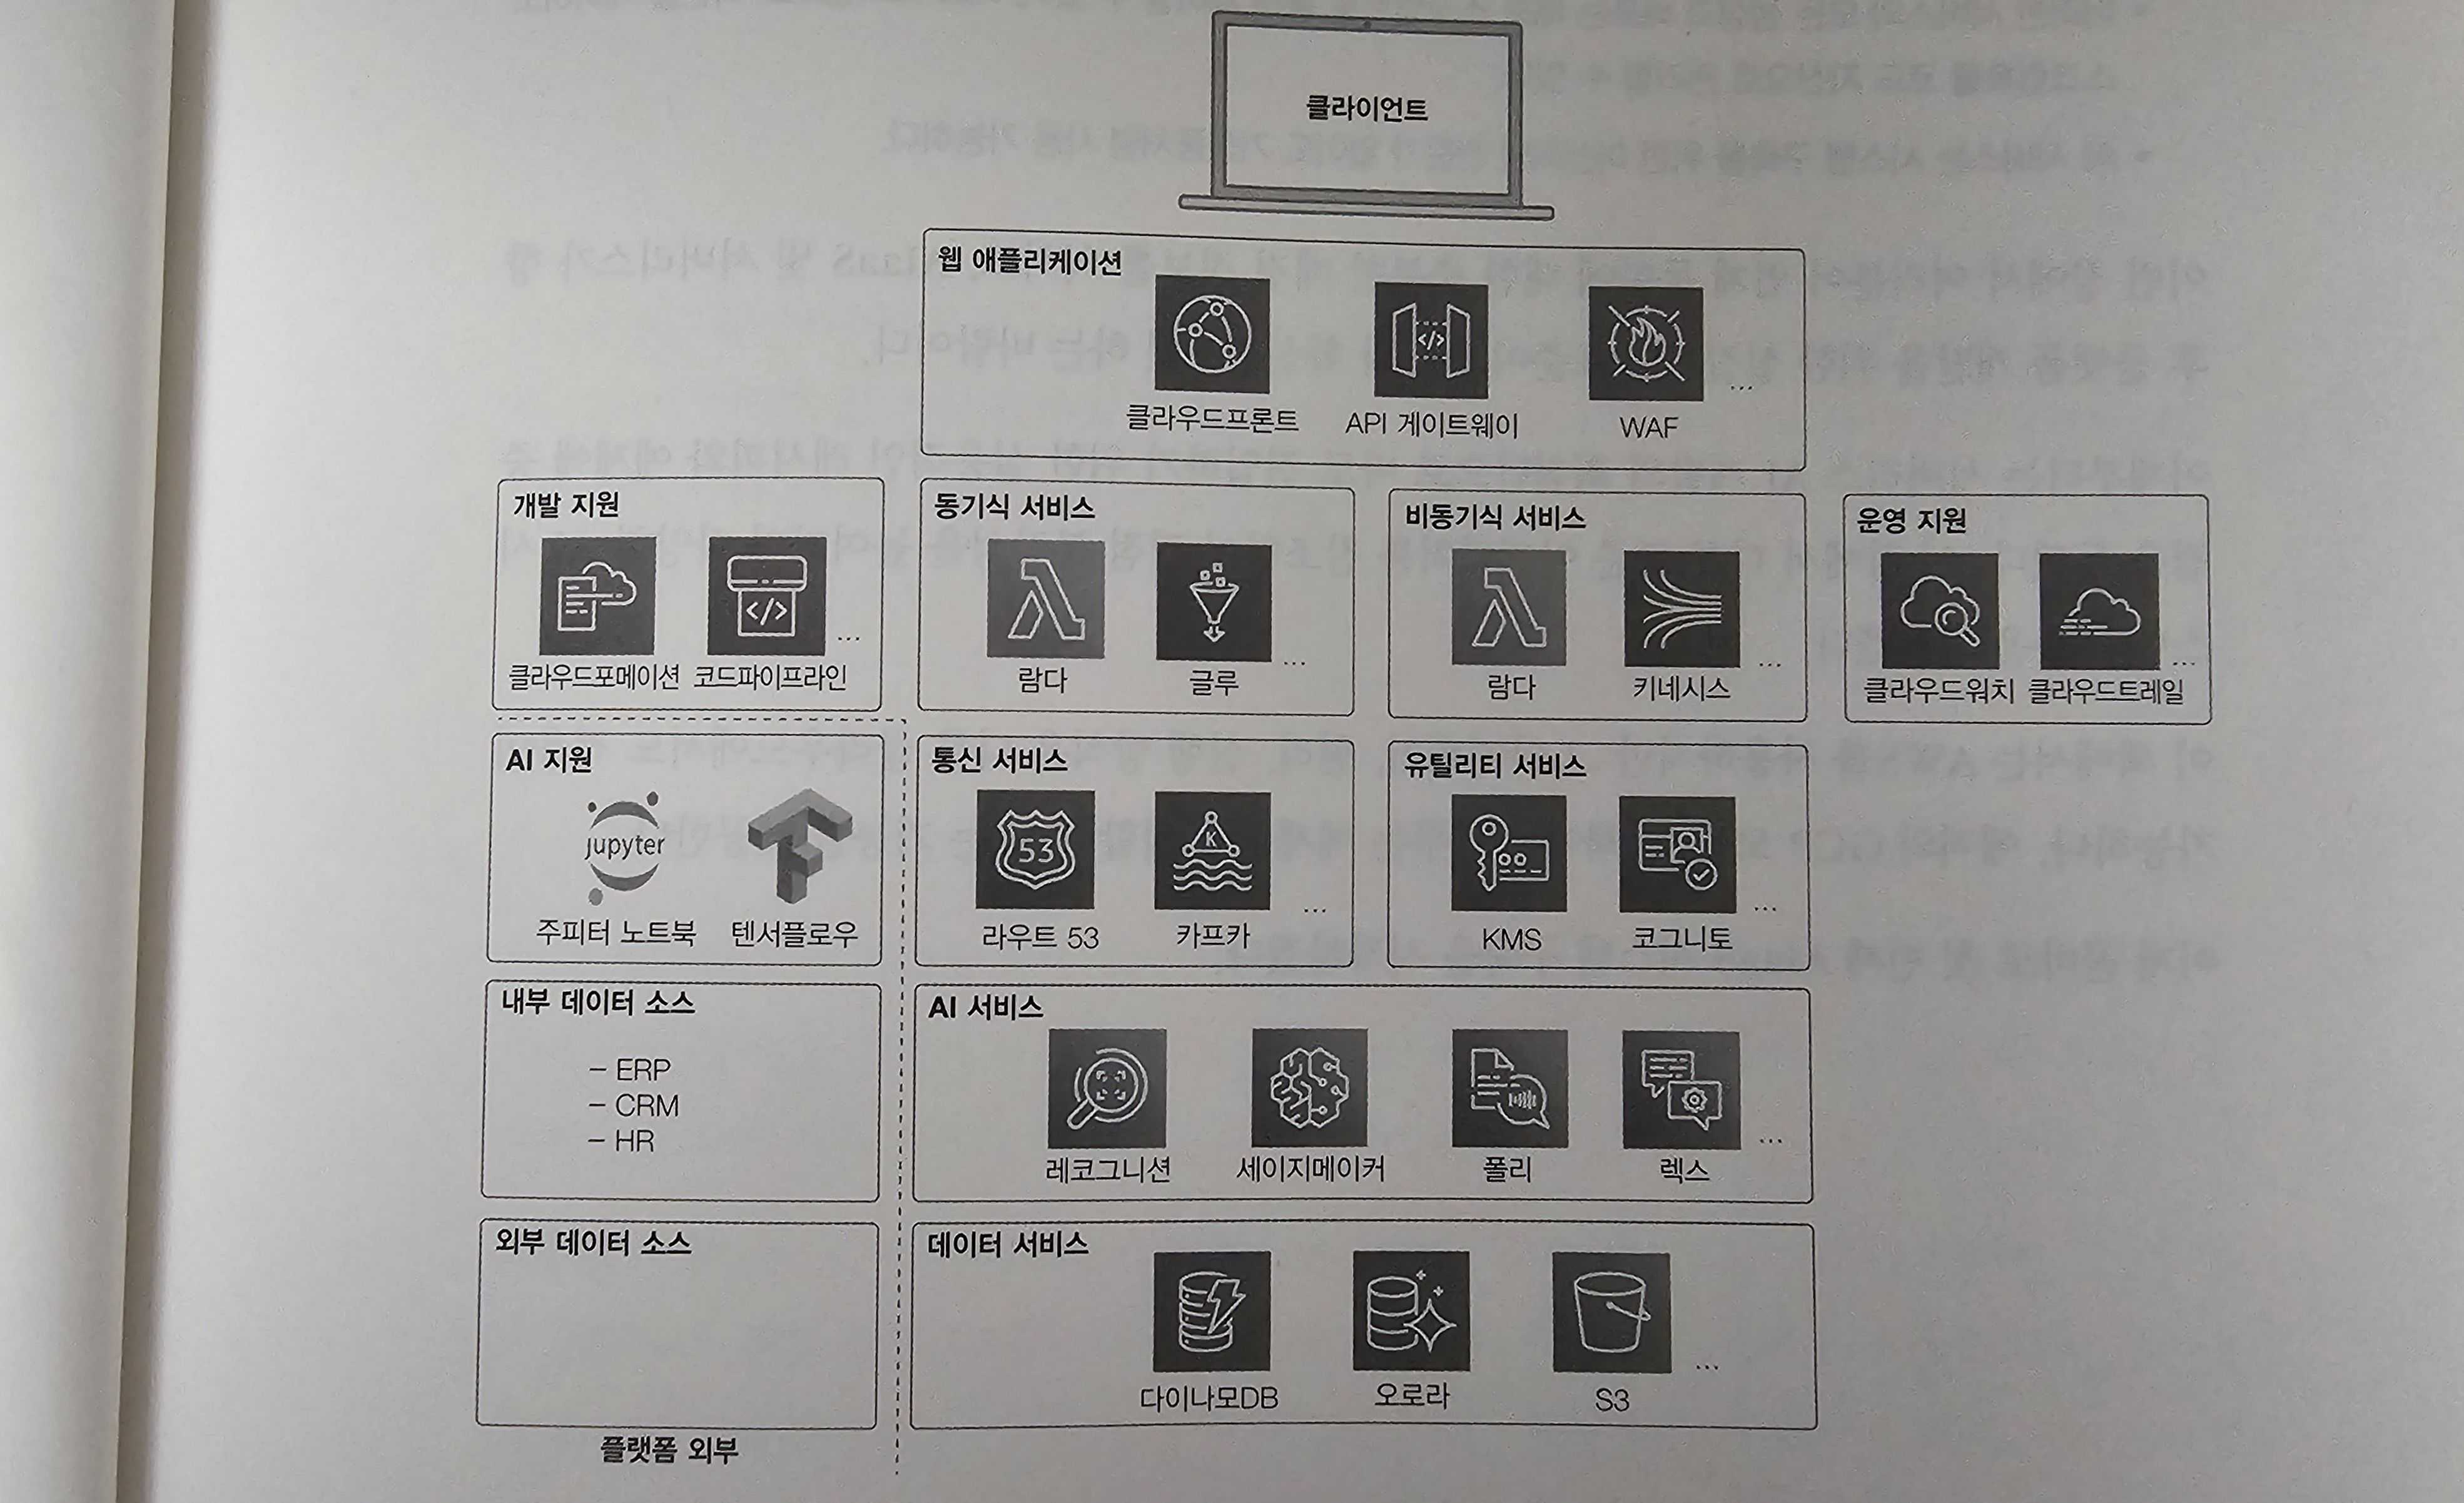 클라이언트
웹 애플리케이션
클라우드프론트
API 게이트웨이
WAF
...
개발 지원
클라우드포메이션
코드파이프라인
...
동기식 서비스
람다
글루
...
비동기식 서비스
람다
키네시스
...
운영 지원
클라우드워치
클라우드트레일
...
AI 지원
jupyter
주피터 노트북
텐서플로우
통신 서비스
53
라우트 53
K
카프카
...
유틸리티 서비스
KMS
코그니토
...
내부 데이터 소스
– ERP
– CRM
– HR
AI 서비스
레코그니션
세이지메이커
폴리
렉스
...
외부 데이터 소스
데이터 서비스
다이나모DB
오로라
S3
...
플랫폼 외부